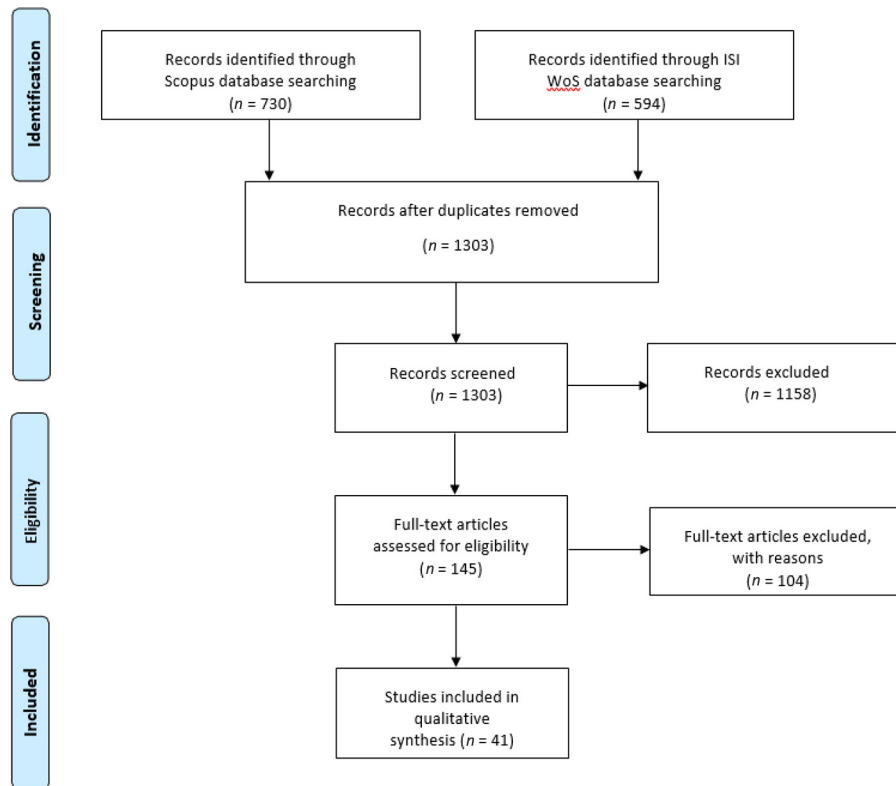 Identification
Records identified through
Scopus database searching
(n = 730)
Records identified through ISI
WoS database searching
(n = 594)
Records after duplicates removed
(n = 1303)
Screening
Records screened
(n = 1303)
Records excluded
(n = 1158)
Eligibility
Full-text articles
assessed for eligibility
(n = 145)
Full-text articles excluded,
with reasons
(n = 104)
Included
Studies included in
qualitative
synthesis (n = 41)